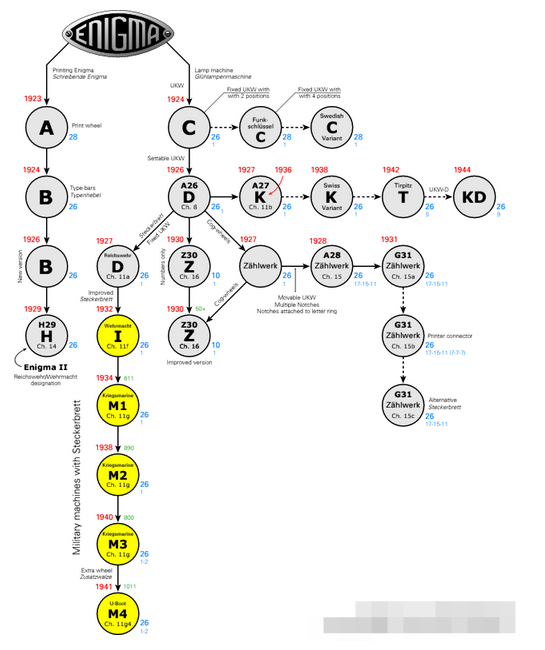 ENIGMA
Printing Enigma
Schreibende Enigma
Lamp machine
Glühlampenmaschine
UKW
Fixed UKW with
with 2 positions
Fixed UKW with
with 4 positions
1923
A
Print wheel
28
1924
C
26
1
Funk-
schlüssel
C
28
1
Swedish
C
Variant
28
1
Settable UKW
1924
B
Type bars
Typenhebel
26
1926
A26
D
Ch. 8
26
1
1927
1936
A27
K
Ch. 11b
26
1
1938
Swiss
K
Variant
26
1
1942
Tirpitz
T
26
5
UKW-D
1944
KD
26
9
New version
1926
B
26
Steckerbrett
Fixed UKW
1927
Reichswehr
D
Ch. 11a
26
1
Numbers only
1930
Z30
Z
Ch. 16
10
1
Cog-wheels
1927
Zählwerk
26
1
1928
A28
Zählwerk
Ch. 15
26
17-15-11
1931
G31
Zählwerk
Ch. 15a
26
17-15-11
Movable UKW
Multiple Notches
Notches attached to letter ring
1929
H29
H
Ch. 14
26
Enigma II
Reichswehr/Wehrmacht
designation
Improved
Steckerbrett
1932
Wehrmacht
I
Ch. 11f
26
1
Cog-wheels
1930
50+
Z30
Z
Ch. 16
10
1
Improved version
G31
Zählwerk
Ch. 15b
Printer connector
26
17-15-11 (7-7-7)
1934
611
Kriegsmarine
M1
Ch. 11g
26
1
G31
Zählwerk
Ch. 15c
Alternative
Steckerbrett
26
17-15-11
Military machines with Steckerbrett
1938
890
Kriegsmarine
M2
Ch. 11g
26
1
1940
800
Kriegsmarine
M3
Ch. 11g
26
1-2
Extra wheel
Zusatzwalze
1941
1011
U-Boot
M4
Ch. 11g4
26
1-2